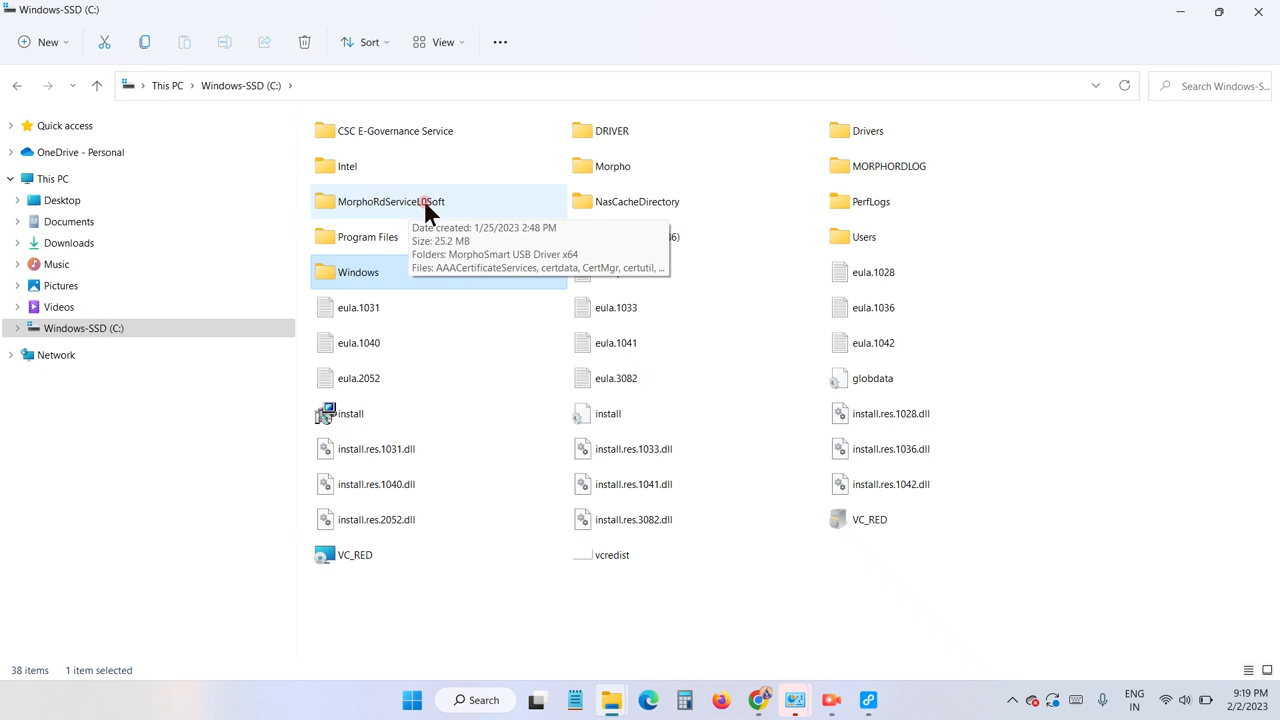 Windows-SSD (C:)
New
Sort
View
This PC
Windows-SSD (C:)
Search Windows-S...
Quick access
OneDrive - Personal
This PC
Desktop
Documents
Downloads
Music
Pictures
Videos
Windows-SSD (C:)
Network
CSC E-Governance Service
DRIVER
Drivers
Intel
Morpho
MORPHORDLOG
MorphoRdServiceL0Soft
NasCacheDirectory
PerfLogs
Program Files
Users
Date created: 1/25/2023 2:48 PM
Size: 25.2 MB
Folders: MorphoSmart USB Driver x64
Files: AAACertificateServices, certdata, CertMgr, certutil, ...
Windows
eula.1028
eula.1031
eula.1033
eula.1036
eula.1040
eula.1041
eula.1042
eula.2052
eula.3082
globdata
install
install
install.res.1028.dll
install.res.1031.dll
install.res.1033.dll
install.res.1036.dll
install.res.1040.dll
install.res.1041.dll
install.res.1042.dll
install.res.2052.dll
install.res.3082.dll
VC_RED
VC_RED
vcredist
38 items
1 item selected
Search
ENG
IN
9:19 PM
2/2/2023